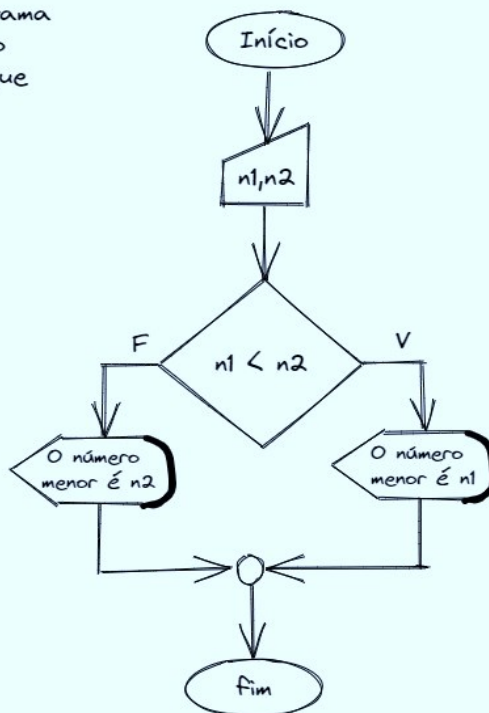 Início
n1,n2
n1 < n2
F
V
O número
menor é n2
O número
menor é n1
fim